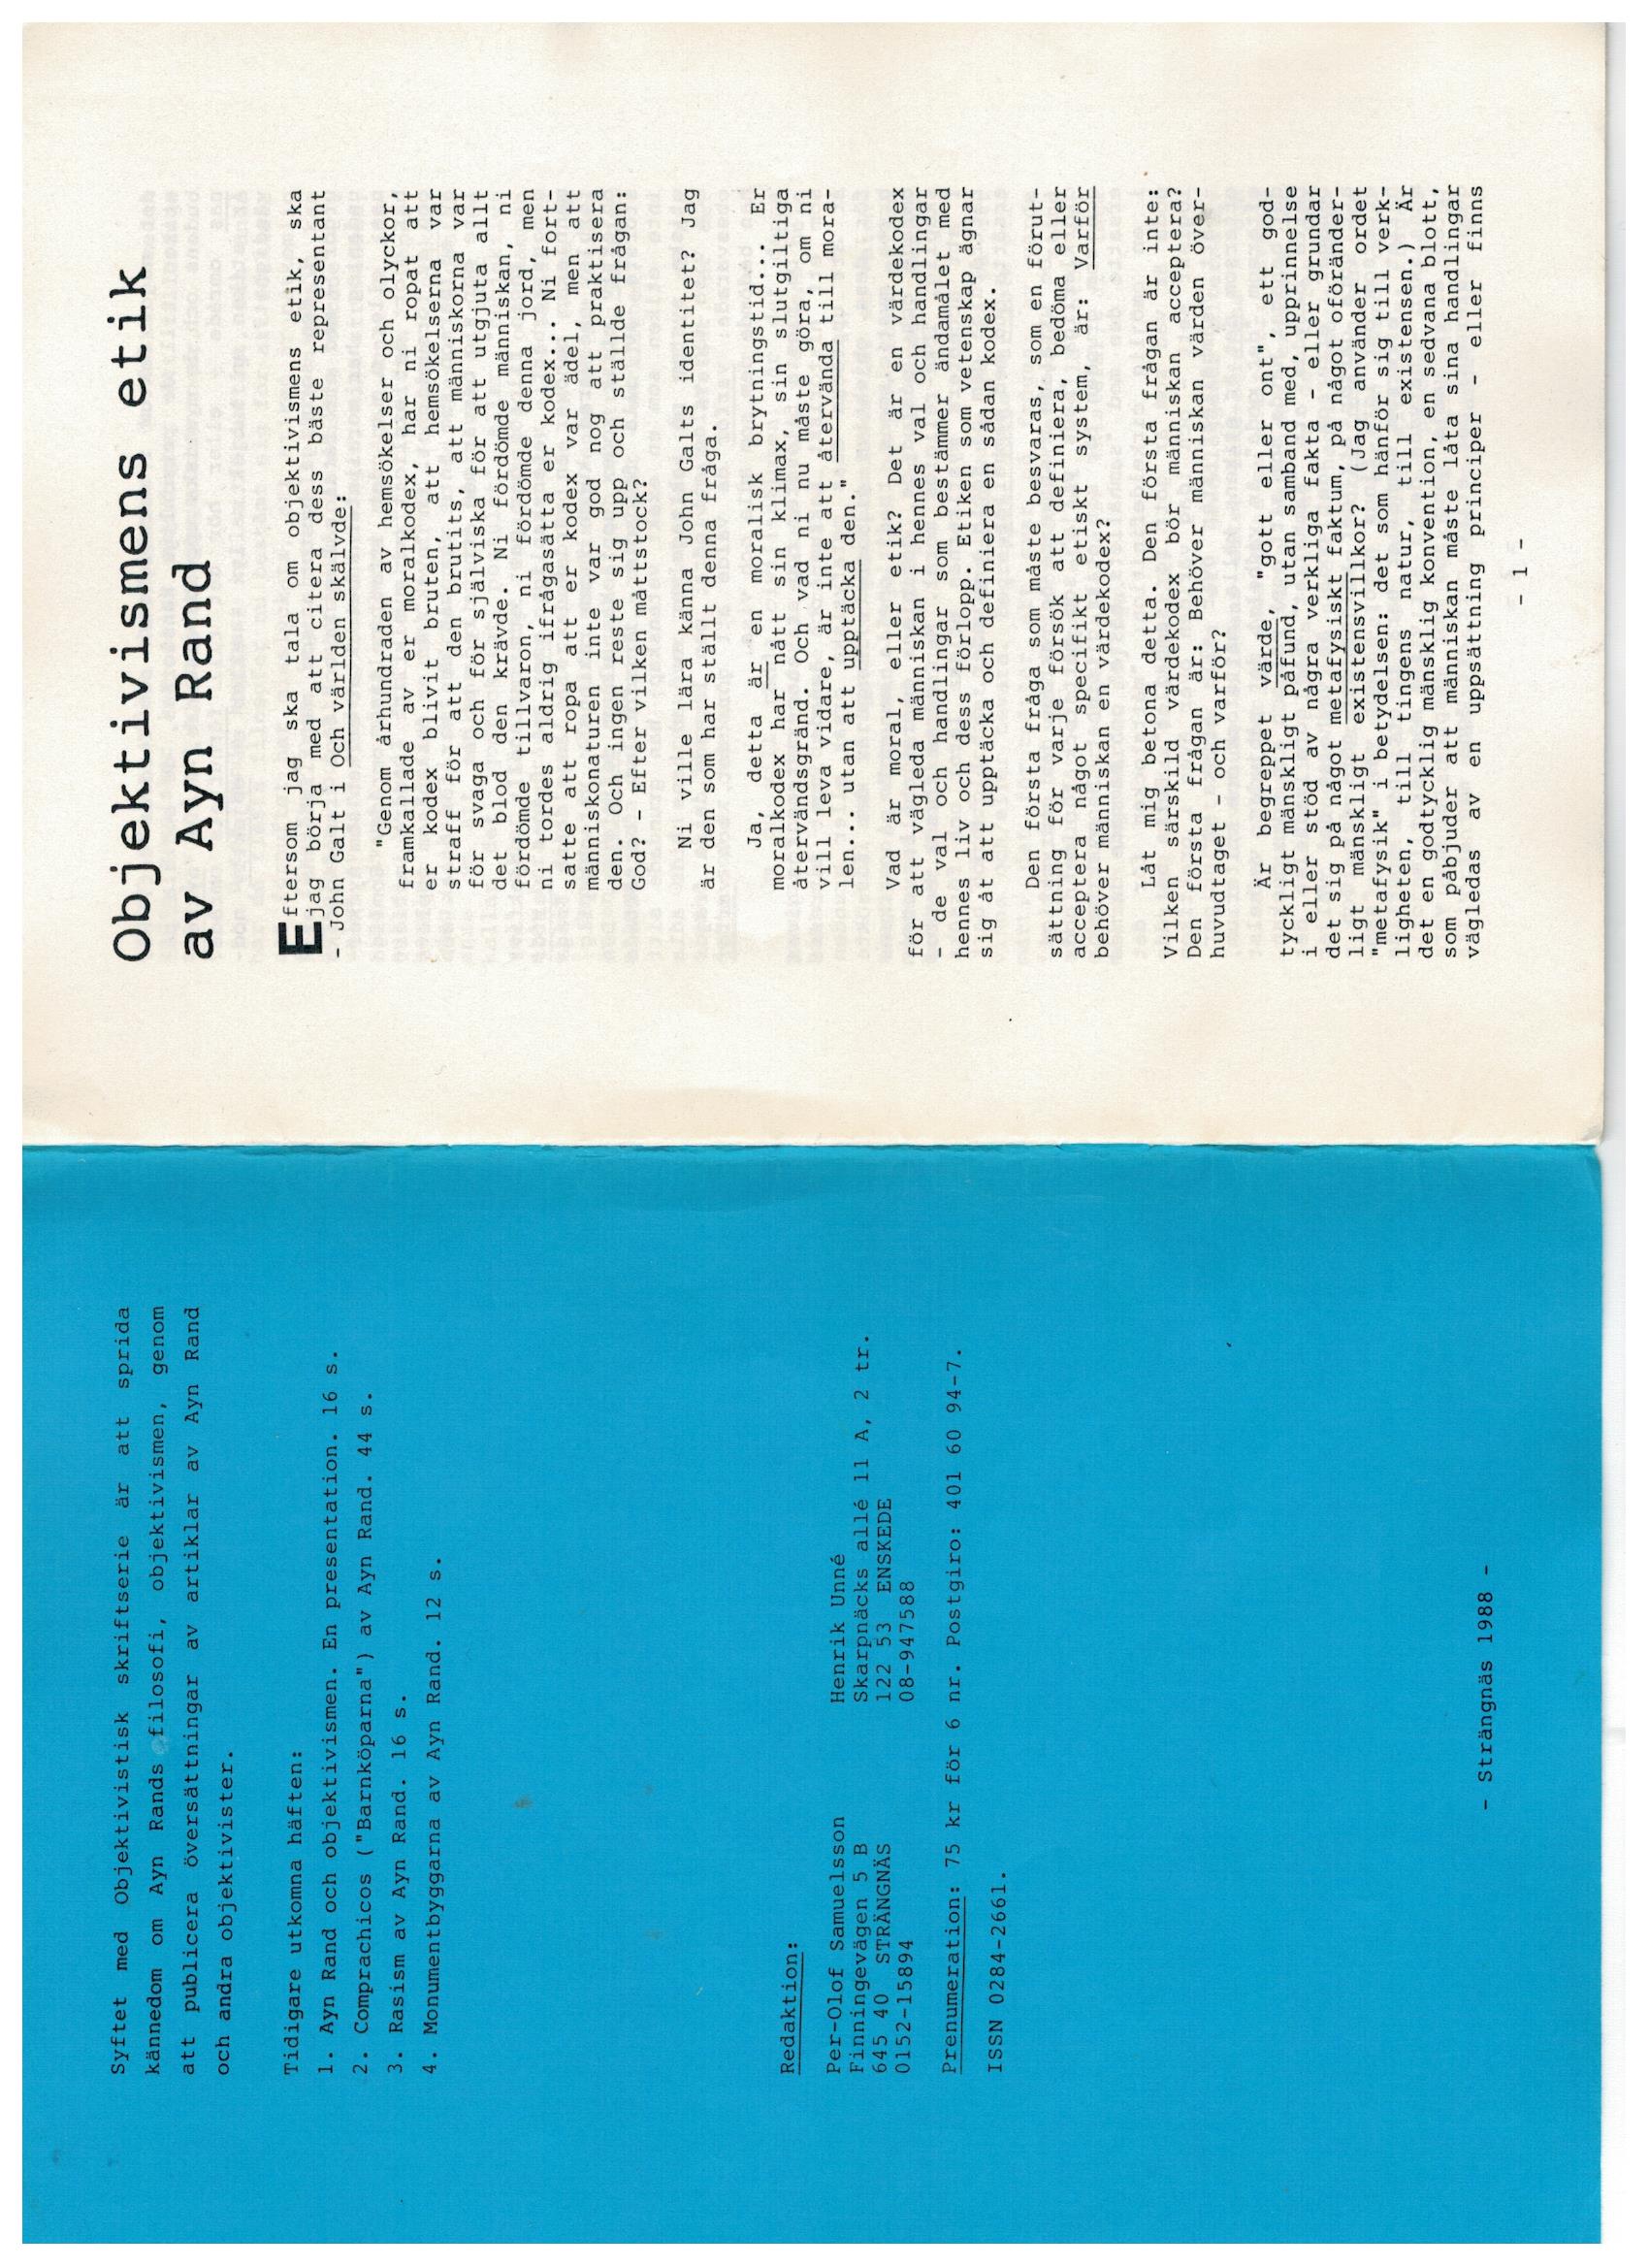 Syftet med Objektivistisk skriftserie är att sprida
kännedom om Ayn Rands filosofi, objektivismen, genom
att publicera översättningar av artiklar av Ayn Rand
och andra objektivister.
Tidigare utkomna häften:
1. Ayn Rand och objektivismen. En presentation. 16 s.
2. Comprachicos ("Barnköparna") av Ayn Rand. 44 s.
3. Rasism av Ayn Rand. 16 s.
4. Monumentbyggarna av Ayn Rand. 12 s.
Redaktion:
Per-Olof Samuelsson
Finningevägen 5 B
645 40 STRÄNGNÄS
0152-15894
Henrik Unné
Skarpnäcks allé 11 A, 2 tr.
122 53 ENSKEDE
08-947588
Prenumeration: 75 kr för 6 nr. Postgiro: 401 60 94-7.
ISSN 0284-2661.
- Strängnäs 1988 -
Objektivismens etik
av Ayn Rand
Eftersom jag ska tala om objektivismens etik, ska
jag börja med att citera dess bäste representant
- John Galt i Och världen skälvde:
"Genom århundraden av hemsökelser och olyckor,
framkallade av er moralkodex, har ni ropat att
er kodex blivit bruten, att hemsökelserna var
straff för att den brutits, att människorna var
för svaga och för själviska för att utgjuta allt
det blod den krävde. Ni fördömde människan, ni
fördömde tillvaron, ni fördömde denna jord, men
ni tordes aldrig ifrågasätta er kodex... Ni fort-
satte att ropa att er kodex var ädel, men att
människonaturen inte var god nog att praktisera
den. Och ingen reste sig upp och ställde frågan:
God? - Efter vilken måttstock?
Ni ville lära känna John Galts identitet? Jag
är den som har ställt denna fråga.
Ja, detta är en moralisk brytningstid... Er
moralkodex har nått sin klimax, sin slutgiltiga
återvändsgränd. Och vad ni nu måste göra, om ni
vill leva vidare, är inte att återvända till mora-
len... utan att upptäcka den."
Vad är moral, eller etik? Det är en värdekodex
för att vägleda människan i hennes val och handlingar
- de val och handlingar som bestämmer ändamålet med
hennes liv och dess förlopp. Etiken som vetenskap ägnar
sig åt att upptäcka och definiera en sådan kodex.
Den första fråga som måste besvaras, som en förut-
sättning för varje försök att definiera, bedöma eller
acceptera något specifikt etiskt system, är: Varför
behöver människan en värdekodex?
Låt mig betona detta. Den första frågan är inte:
Vilken särskild värdekodex bör människan acceptera?
Den första frågan är: Behöver människan värden över-
huvudtaget - och varför?
Är begreppet värde, "gott eller ont", ett god-
tyckligt mänskligt påfund, utan samband med, upprinnelse
i eller stöd av några verkliga fakta - eller grundar
det sig på något metafysiskt faktum, på något oföränder-
ligt mänskligt existensvillkor? (Jag använder ordet
"metafysik" i betydelsen: det som hänför sig till verk-
ligheten, till tingens natur, till existensen.) Är
det en godtycklig mänsklig konvention, en sedvana blott,
som påbjuder att människan måste låta sina handlingar
vägledas av en uppsättning principer - eller finns
- 1 -